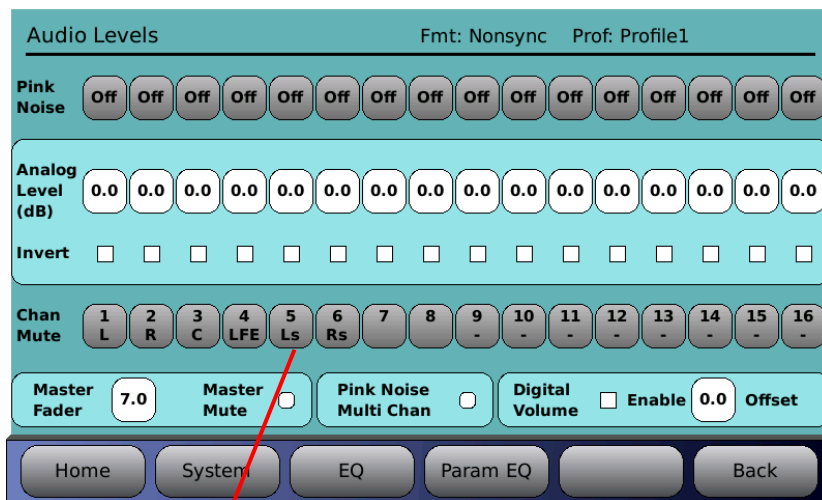 Audio Levels Fmt: Nonsync Prof: Profile1
Pink Noise Off Off Off Off Off Off Off Off Off Off Off Off Off Off Off Off
Analog Level (dB) 0.0 0.0 0.0 0.0 0.0 0.0 0.0 0.0 0.0 0.0 0.0 0.0 0.0 0.0 0.0 0.0
Invert
Chan 1 2 3 4 5 6 7 8 9 10 11 12 13 14 15 16
Mute L R C LFE Ls Rs - - - - - - - -
Master Fader 7.0 Master Mute Pink Noise Multi Chan Digital Volume Enable 0.0 Offset
Home System EQ Param EQ Back